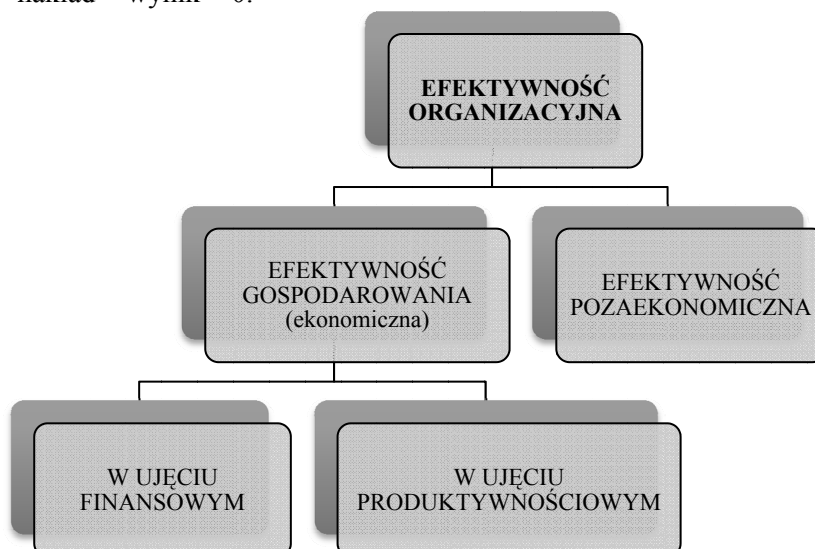 EFEKTYWNOŚĆ
ORGANIZACYJNA
EFEKTYWNOŚĆ
GOSPODAROWANIA
(ekonomiczna)
EFEKTYWNOŚĆ
POZAEKONOMICZNA
W UJĘCIU
FINANSOWYM
W UJĘCIU
PRODUKTYWNOŚCIOWYM